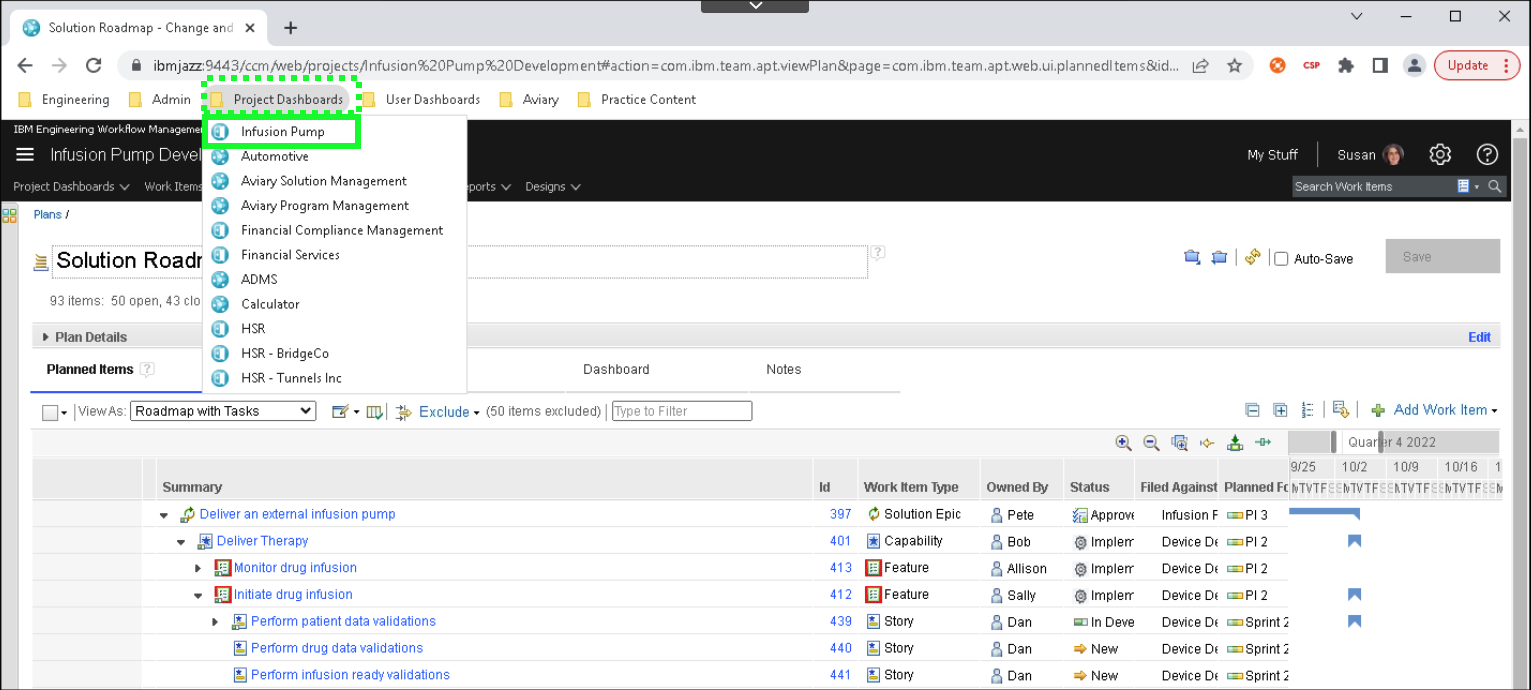 Solution Roadmap - Change and
ibmjazz:9443/ccm/web/projects/Infusion%20Pump%20Development#action=com.ibm.team.apt.viewPlan&page=com.ibm.team.apt.web.ui.plannedItems&id...
CSP
Update
Engineering Admin Project Dashboards User Dashboards Aviary Practice Content
IBM Engineering Workflow Managemer
Infusion Pump Devel
My Stuff Susan
Project Dashboards Work Items ports Designs
Search Work Items
Infusion Pump
Automotive
Aviary Solution Management
Aviary Program Management
Financial Compliance Management
Financial Services
ADMS
Calculator
HSR
HSR - BridgeCo
HSR - Tunnels Inc
Plans /
Solution Roadr
?
Auto-Save Save
93 items: 50 open, 43 clo
Plan Details Edit
Planned Items ? Dashboard Notes
View As: Roadmap with Tasks Exclude (50 items excluded) Type to Filter Add Work Item
Quarter 4 2022
9/25 10/2 10/9 10/16 1
Summary Id Work Item Type Owned By Status Filed Against Planned Fo
Deliver an external infusion pump 397 Solution Epic Pete Approve Infusion F PI 3
Deliver Therapy 401 Capability Bob Implem Device De PI 2
Monitor drug infusion 413 Feature Allison Implem Device De PI 2
Initiate drug infusion 412 Feature Sally Implem Device De PI 2
Perform patient data validations 439 Story Dan In Deve Device De Sprint 2
Perform drug data validations 440 Story Dan New Device De Sprint 2
Perform infusion ready validations 441 Story Dan New Device De Sprint 2